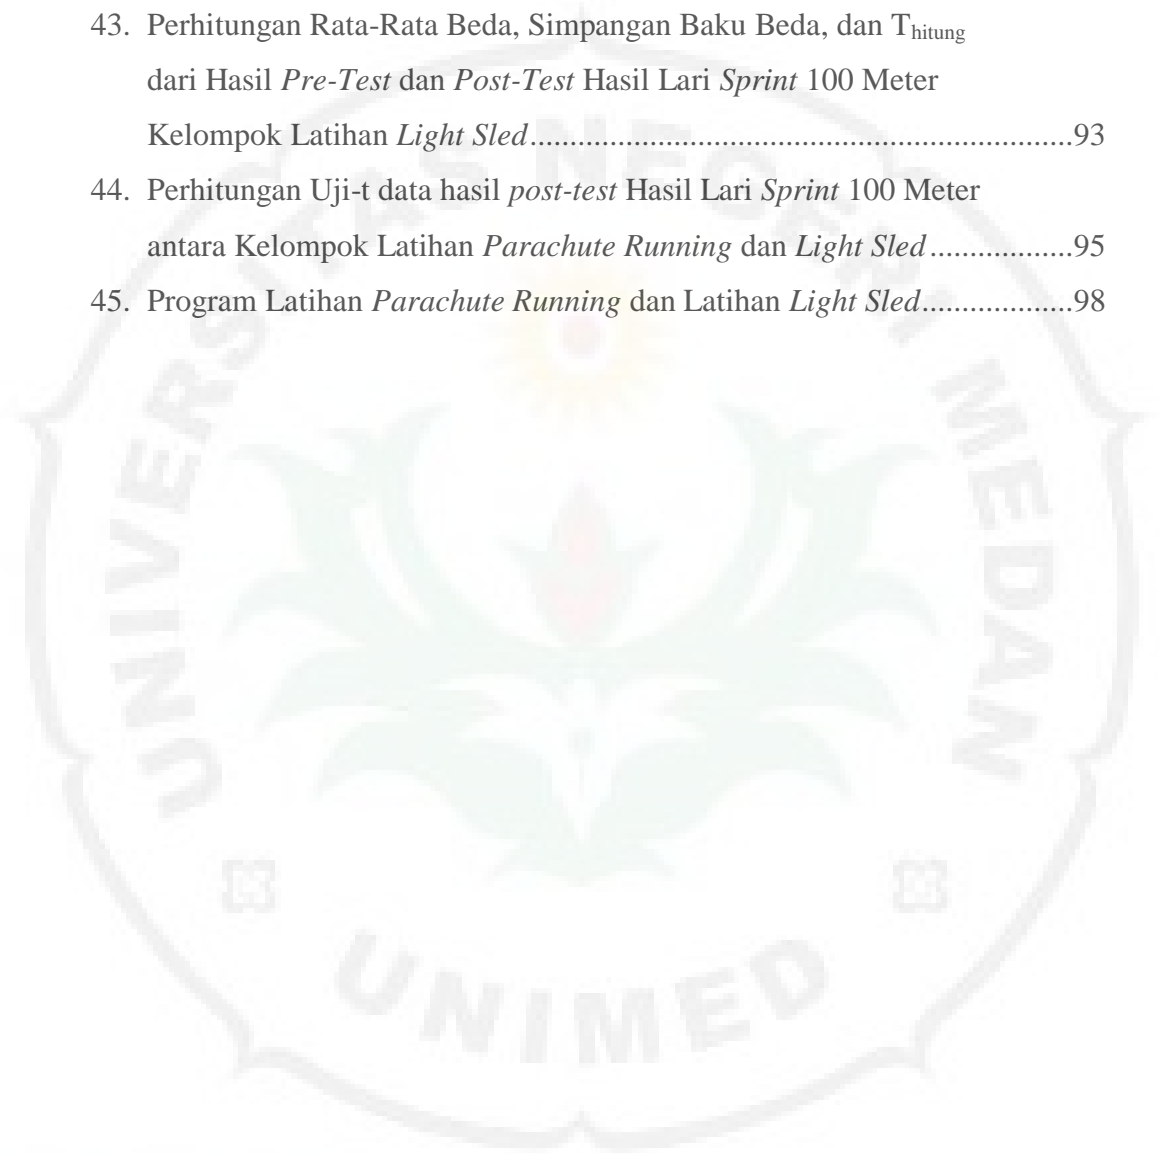 43. Perhitungan Rata-Rata Beda, Simpangan Baku Beda, dan Thitung
dari Hasil Pre-Test dan Post-Test Hasil Lari Sprint 100 Meter
Kelompok Latihan Light Sled....................................................................93
44. Perhitungan Uji-t data hasil post-test Hasil Lari Sprint 100 Meter
antara Kelompok Latihan Parachute Running dan Light Sled..................95
45. Program Latihan Parachute Running dan Latihan Light Sled...................98
UNIVERSITAS NEGERI MEDAN
UNIMED